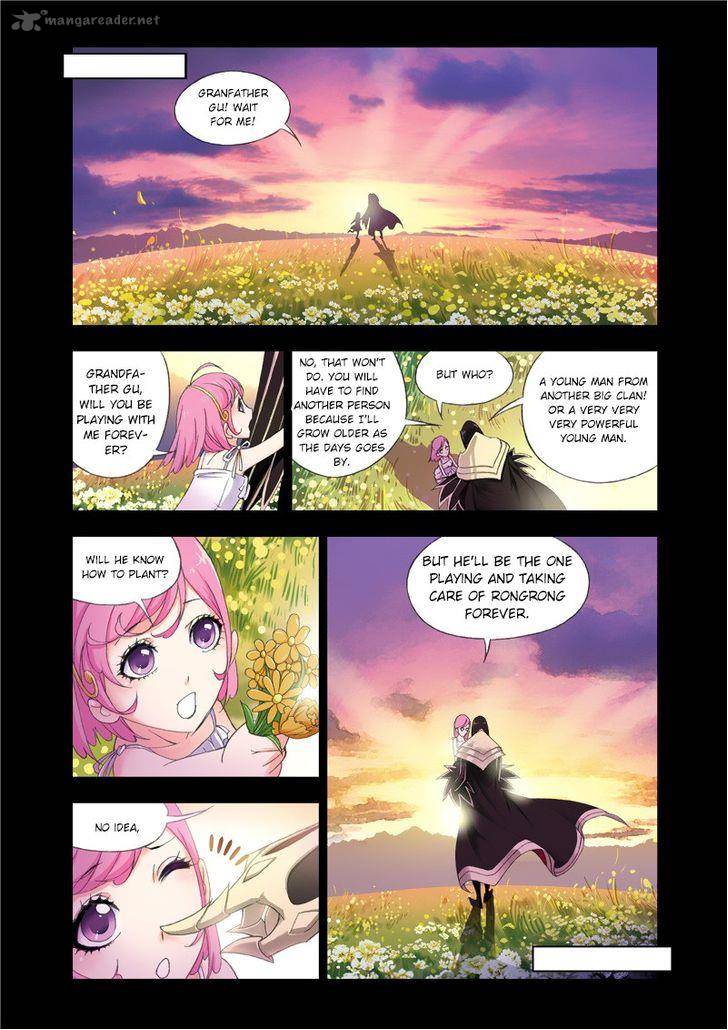 mangareader.net
GRANFATHER
GU! WAIT
FOR ME!
GRANDFA-
THER GU,
WILL YOU BE
PLAYING WITH
ME FOREV-
ER?
NO, THAT WON'T
DO. YOU WILL
HAVE TO FIND
ANOTHER PERSON
BECAUSE I'LL
GROW OLDER AS
THE DAYS GOES
BY.
BUT WHO?
A YOUNG MAN FROM
ANOTHER BIG CLAN!
OR A VERY VERY
VERY POWERFUL
YOUNG MAN.
WILL HE KNOW
HOW TO PLANT?
NO IDEA,
BUT HE'LL BE THE ONE
PLAYING AND TAKING
CARE OF RONGRONG
FOREVER.